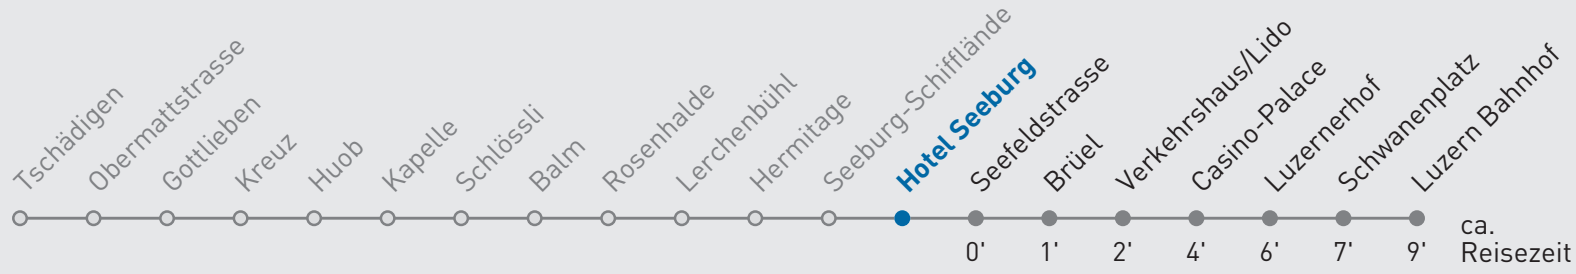 Tschädigen
Obermattstrasse
Gottlieben
Kreuz
Huob
Kapelle
Schlössli
Balm
Rosenhalde
Lerchenbühl
Hermitage
Seeburg-Schifflände
Hotel Seeburg
Seefeldstrasse
Brüel
Verkehrshaus/Lido
Casino-Palace
Luzernerhof
Schwanenplatz
Luzern Bahnhof
0' 1' 2' 4' 6' 7' 9'
ca.
Reisezeit